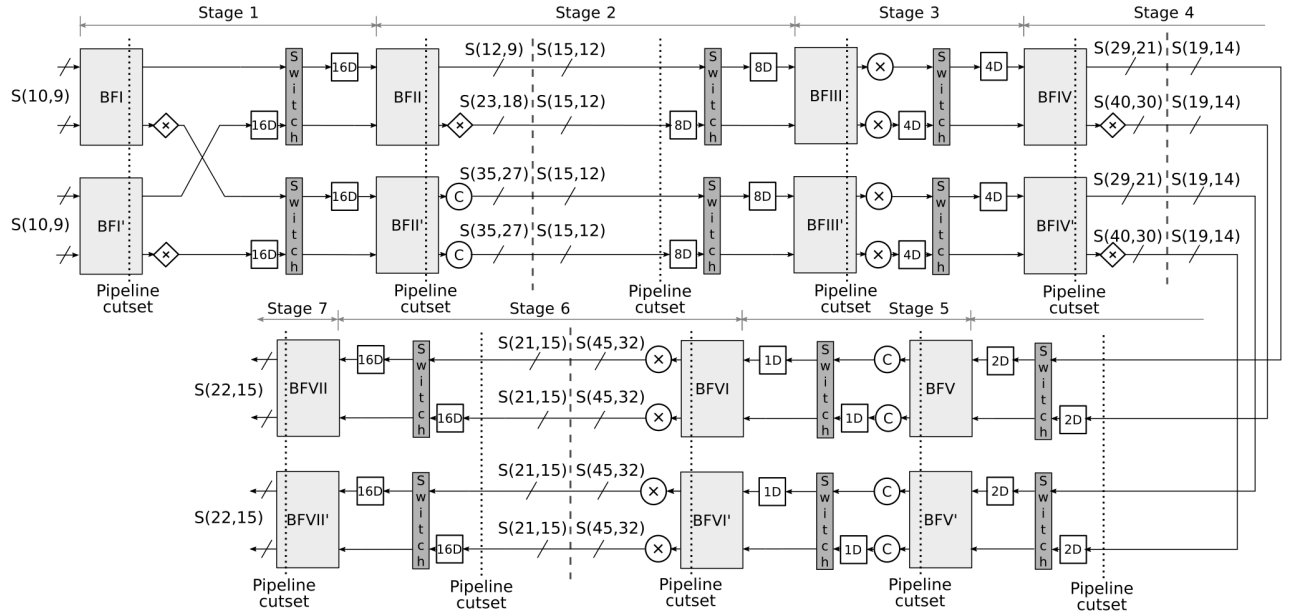 Stage 1 Stage 2 Stage 3 Stage 4
S(12,9) S(15,12) S(29,21) S(19,14)
16D 8D × 4D
S(10,9) BFI Switch BFII Switch BFIII Switch BFIV
S(23,18) S(15,12) S(40,30) S(19,14)
× 16D × 8D × 4D ×
S(35,27) S(15,12) S(29,21) S(19,14)
16D C 8D × 4D
S(10,9) BFI' Switch BFII' Switch BFIII' Switch BFIV'
S(35,27) S(15,12) S(40,30) S(19,14)
× 16D C 8D × 4D ×
Pipeline cutset Pipeline cutset Pipeline cutset Pipeline cutset
Stage 7 Stage 6 Stage 5
S(21,15) S(45,32)
16D × 1D C 2D
S(22,15) BFVII Switch BFVI Switch BFV Switch
S(21,15) S(45,32)
16D × 1D C 2D
S(21,15) S(45,32)
16D × 1D C 2D
S(22,15) BFVII' Switch BFVI' Switch BFV' Switch
S(21,15) S(45,32)
16D × 1D C 2D
Pipeline cutset Pipeline cutset Pipeline cutset Pipeline cutset Pipeline cutset